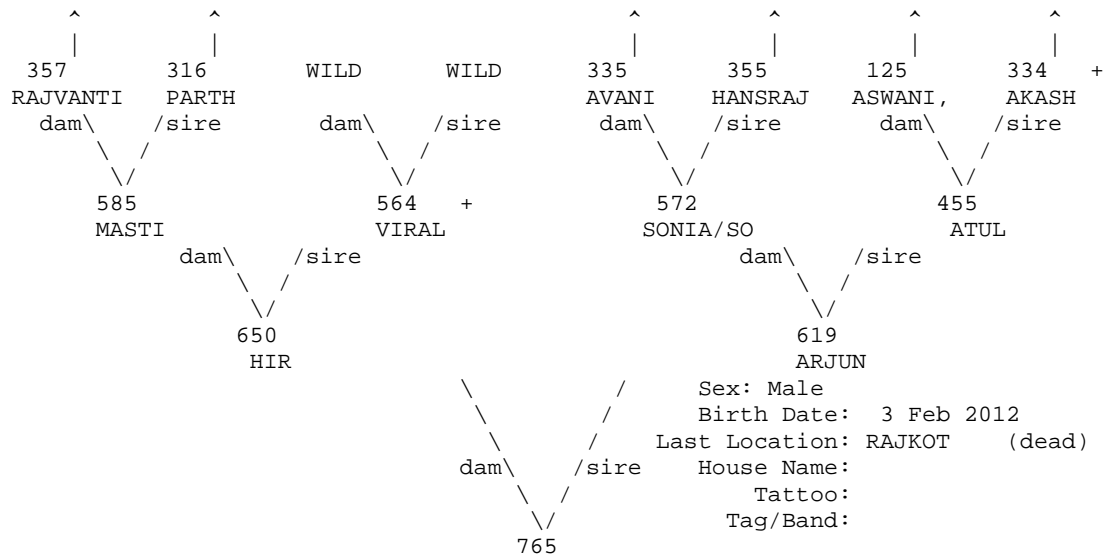 ^ ^ ^ ^ ^ ^
| | | | | |
357 316 WILD WILD 335 355 125 334 +
RAJVANTI PARTH AVANI HANSRAJ ASWANI, AKASH
dam\ /sire dam\ /sire dam\ /sire dam\ /sire
\ / \ / \ / \ /
\/ \/ \/ \/
585 564 + 572 455
MASTI VIRAL SONIA/SO ATUL
dam\ /sire dam\ /sire
\ / \ /
\/ \/
650 619
HIR ARJUN
\ / Sex: Male
\ / Birth Date: 3 Feb 2012
\ / Last Location: RAJKOT (dead)
dam\ /sire House Name:
\ / Tattoo:
\/ Tag/Band:
765